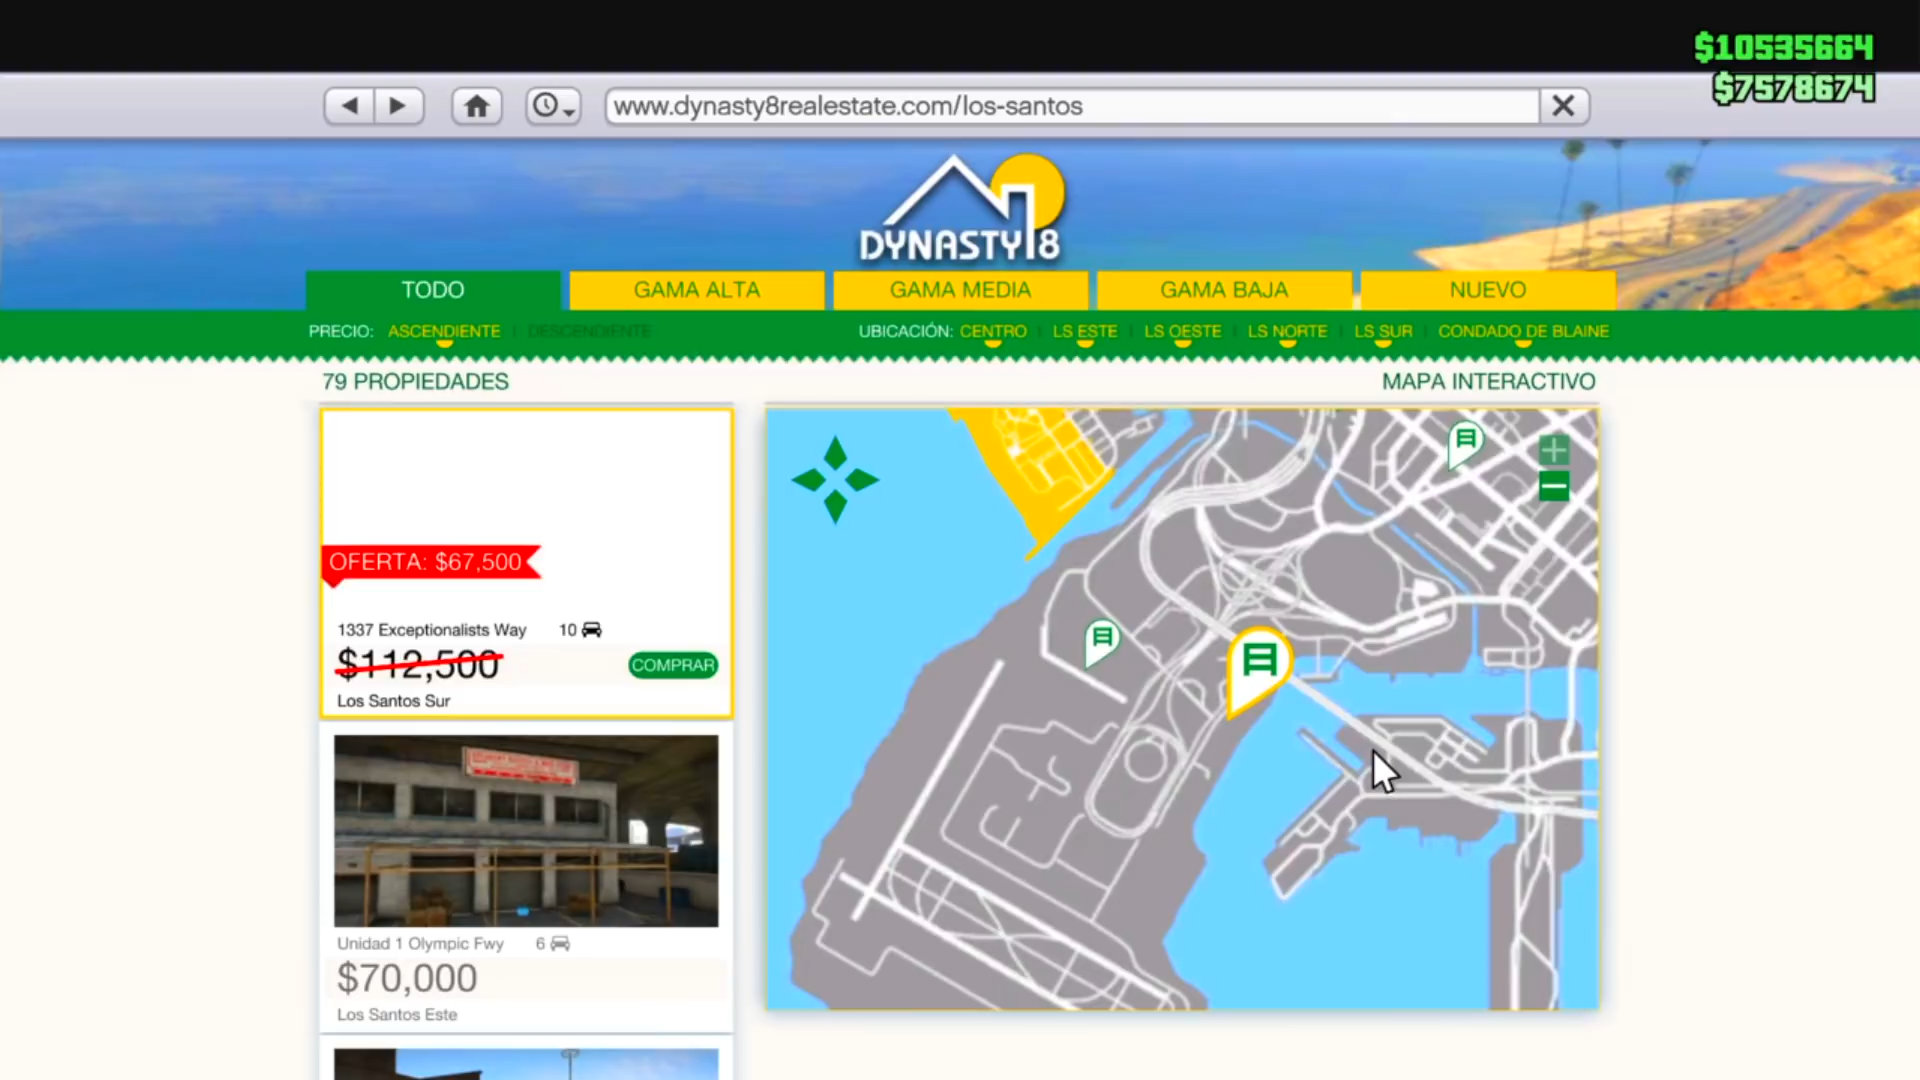 $10535664
$7578674
www.dynasty8realestate.com/los-santos
DYNASTY 8
TODO
GAMA ALTA
GAMA MEDIA
GAMA BAJA
NUEVO
PRECIO: ASCENDIENTE | DESCENDIENTE
UBICACIÓN: CENTRO | LS ESTE | LS OESTE | LS NORTE | LS SUR | CONDADO DE BLAINE
79 PROPIEDADES
MAPA INTERACTIVO
OFERTA: $67,500
1337 Exceptionalists Way 10
$112,500
COMPRAR
Los Santos Sur
Unidad 1 Olympic Fwy 6
$70,000
Los Santos Este